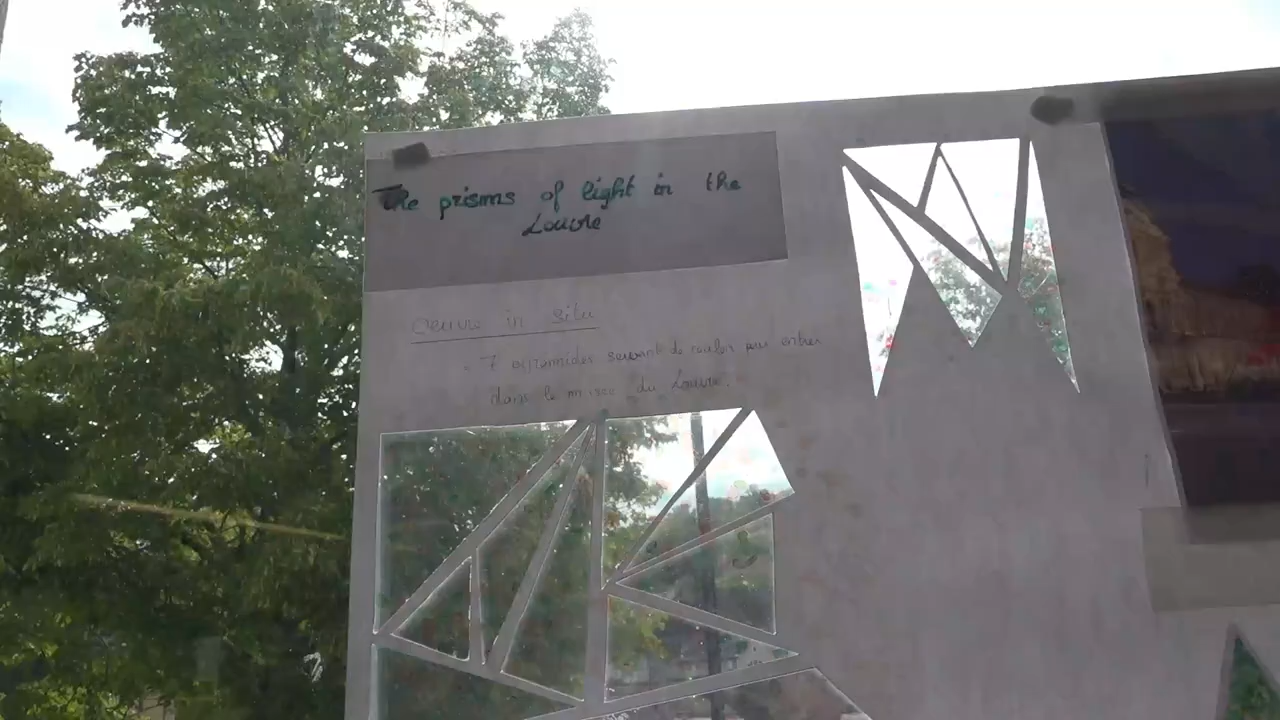 The prisms of light in the
Louvre
Oeuvre in situ
- 7 pyramides servant de couloir pour entrer
dans le musée du Louvre.